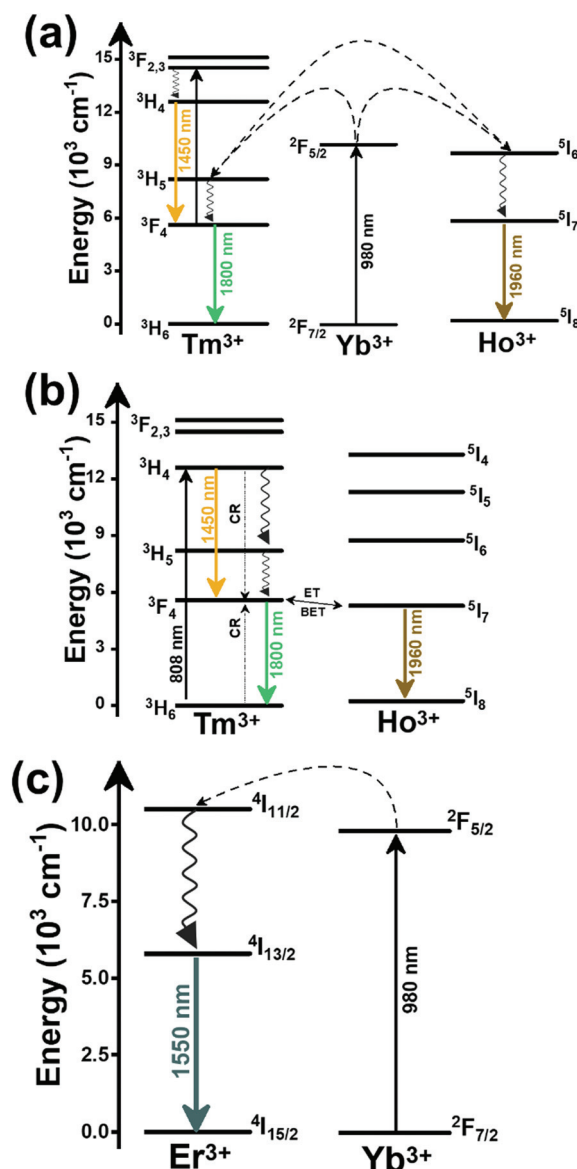 (a)
Energy (10³ cm⁻¹)
15
12
9
6
3
0
³F₂,₃
³H₄
³H₅
³F₄
³H₆
1450 nm
1800 nm
Tm³⁺
²F₅/₂
²F₇/₂
980 nm
Yb³⁺
⁵I₆
⁵I₇
⁵I₈
1960 nm
Ho³⁺
(b)
Energy (10³ cm⁻¹)
15
12
9
6
3
0
³F₂,₃
³H₄
³H₅
³F₄
³H₆
808 nm
1450 nm
CR
CR
1800 nm
Tm³⁺
ET
BET
⁵I₄
⁵I₅
⁵I₆
⁵I₇
⁵I₈
1960 nm
Ho³⁺
(c)
Energy (10³ cm⁻¹)
10.0
7.5
5.0
2.5
0.0
⁴I₁₁/₂
⁴I₁₃/₂
⁴I₁₅/₂
1550 nm
Er³⁺
²F₅/₂
²F₇/₂
980 nm
Yb³⁺